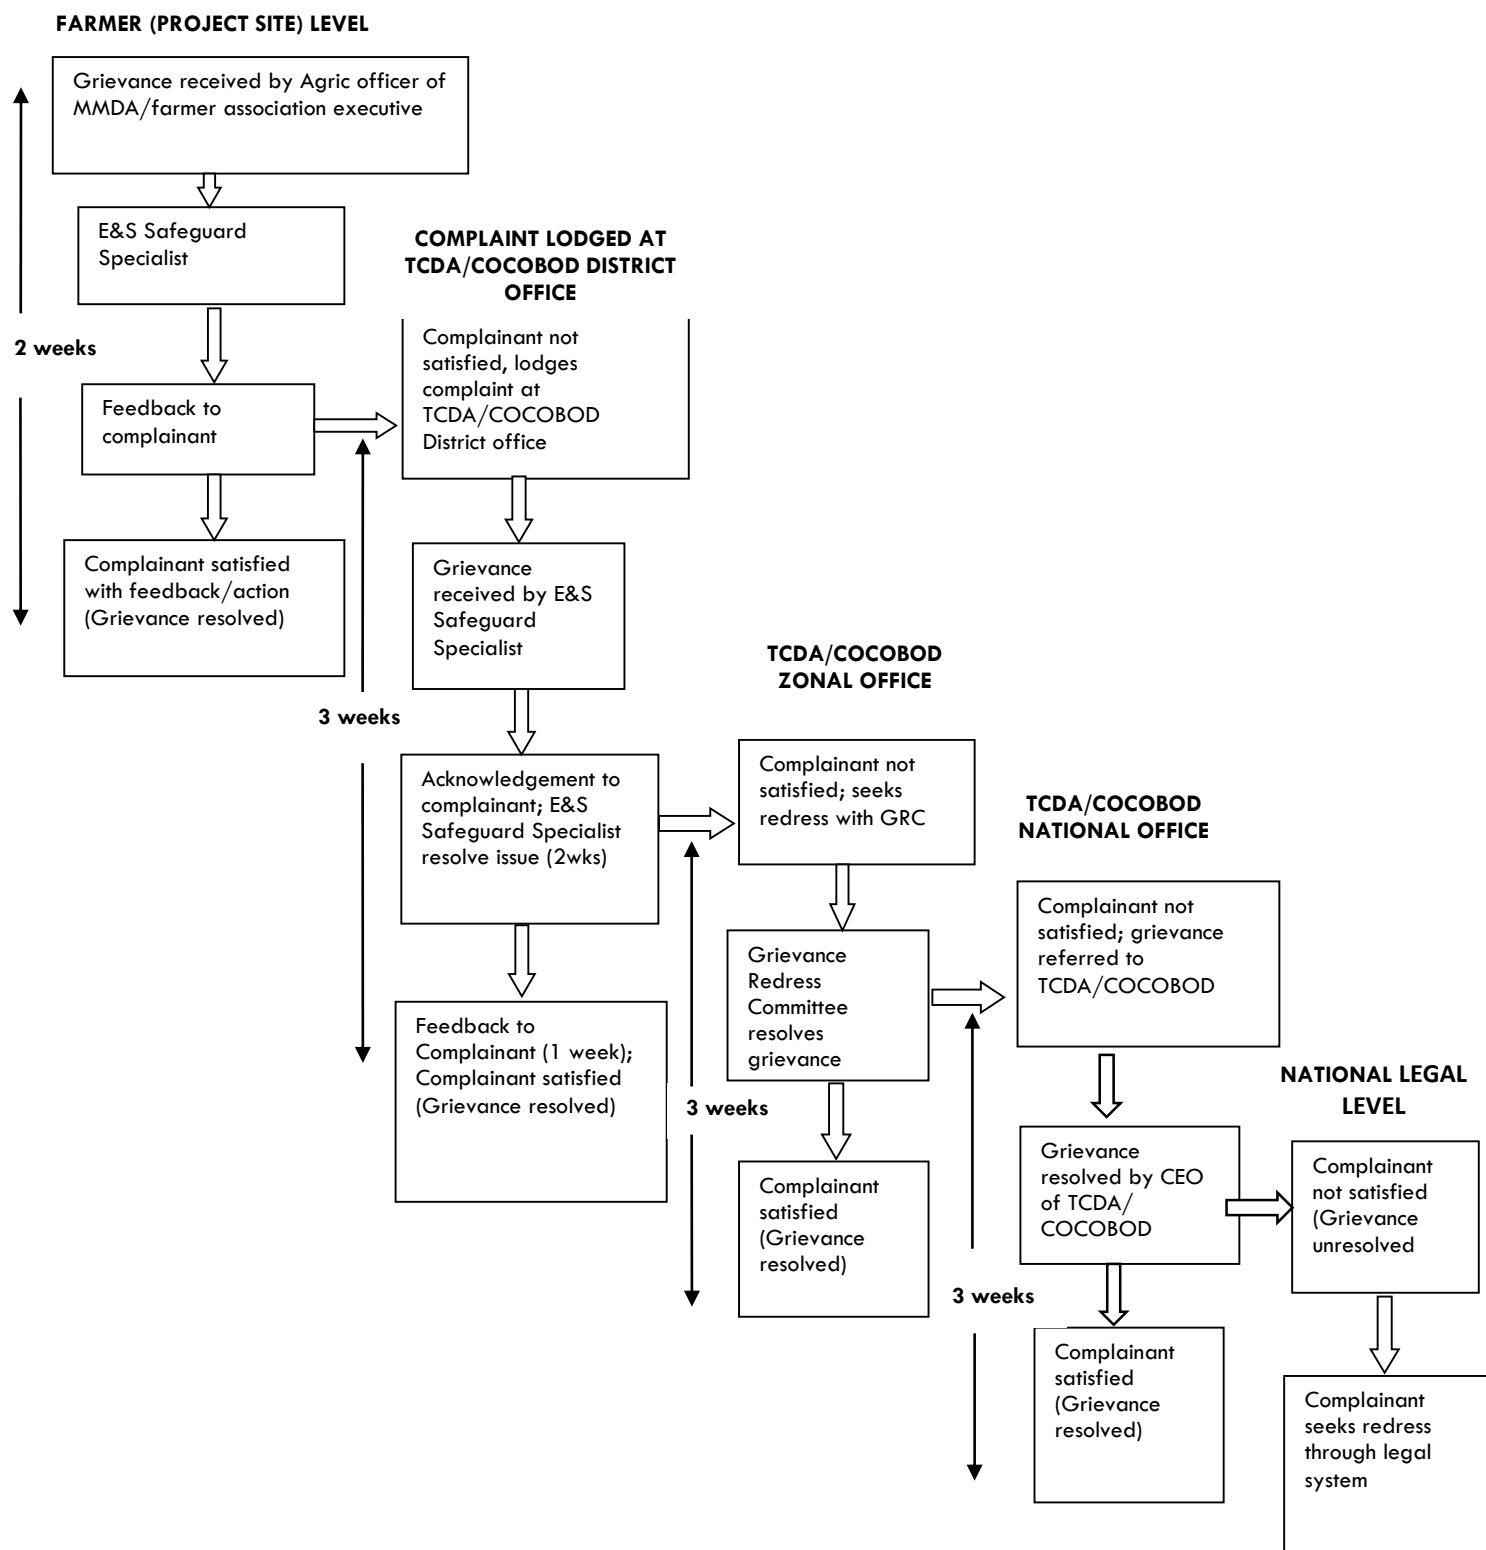 FARMER (PROJECT SITE) LEVEL
Grievance received by Agric officer of
MMDA/farmer association executive
E&S Safeguard
Specialist
2 weeks
Feedback to
complainant
Complainant satisfied
with feedback/action
(Grievance resolved)
COMPLAINT LODGED AT
TCDA/COCOBOD DISTRICT
OFFICE
Complainant not
satisfied, lodges
complaint at
TCDA/COCOBOD
District office
Grievance
received by E&S
Safeguard
Specialist
3 weeks
Acknowledgement to
complainant; E&S
Safeguard Specialist
resolve issue (2wks)
Feedback to
Complainant (1 week);
Complainant satisfied
(Grievance resolved)
TCDA/COCOBOD
ZONAL OFFICE
Complainant not
satisfied; seeks
redress with GRC
Grievance
Redress
Committee
resolves
grievance
3 weeks
Complainant
satisfied
(Grievance
resolved)
TCDA/COCOBOD
NATIONAL OFFICE
Complainant not
satisfied; grievance
referred to
TCDA/COCOBOD
Grievance
resolved by CEO
of TCDA/
COCOBOD
3 weeks
Complainant
satisfied
(Grievance
resolved)
NATIONAL LEGAL
LEVEL
Complainant
not satisfied
(Grievance
unresolved
Complainant
seeks redress
through legal
system